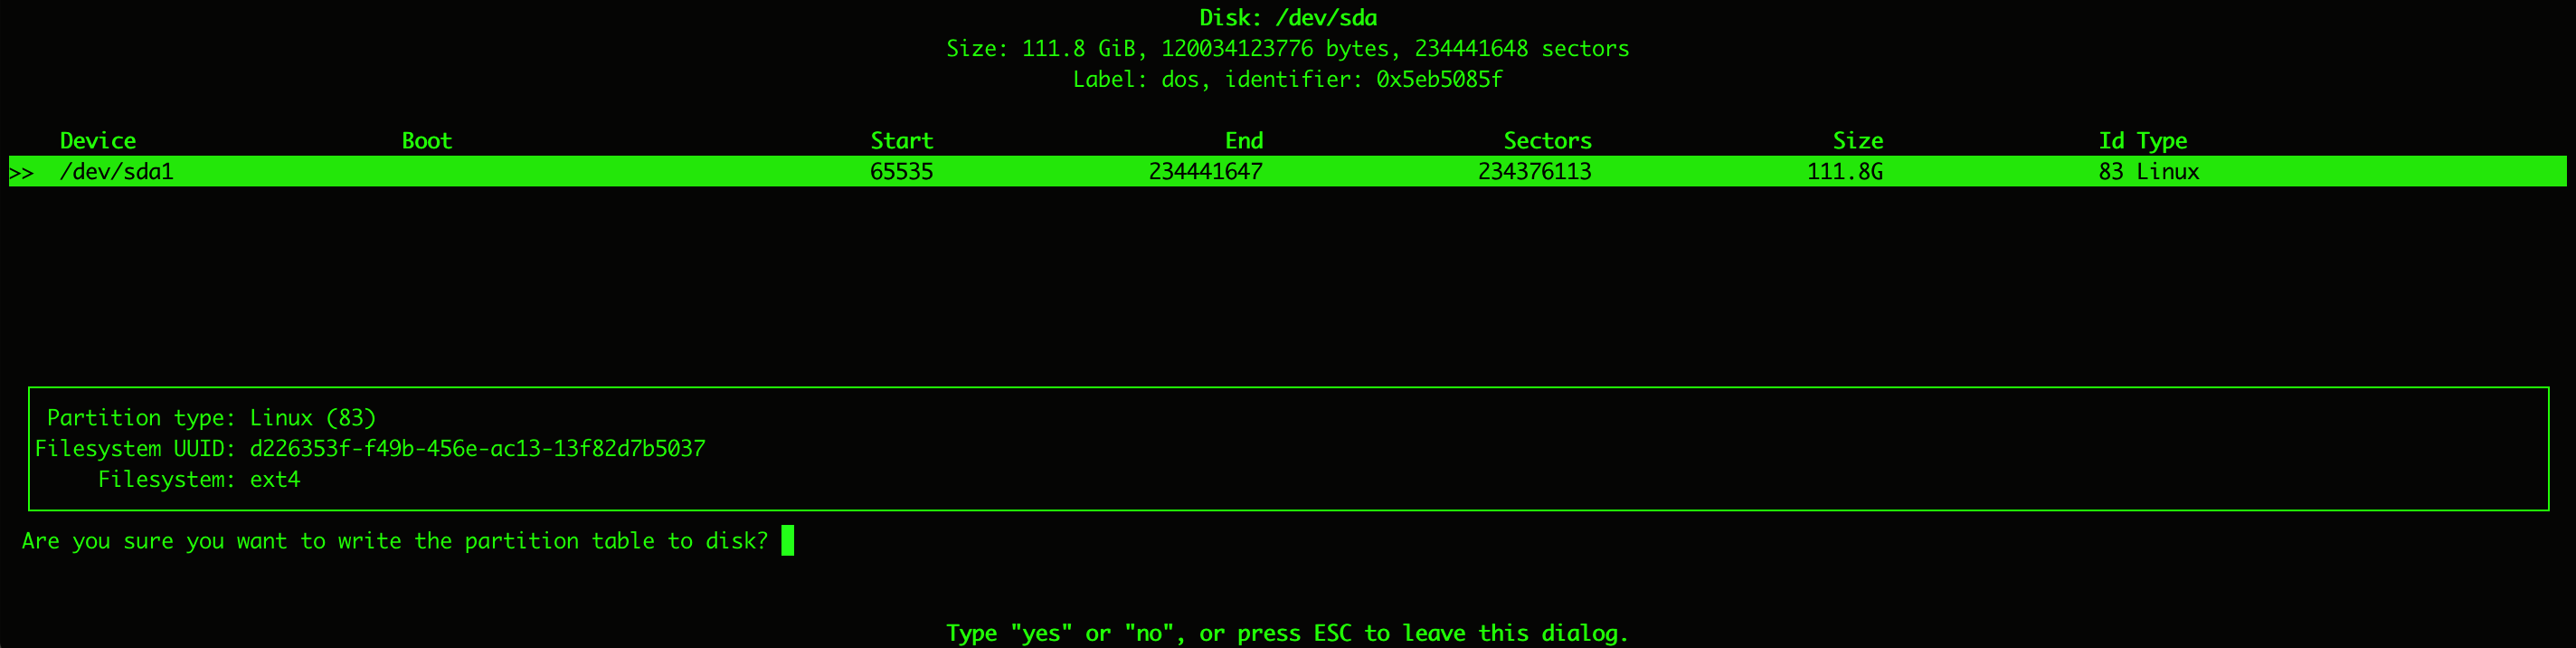 Disk: /dev/sda
Size: 111.8 GiB, 120034123776 bytes, 234441648 sectors
Label: dos, identifier: 0x5eb5085f
Device Boot Start End Sectors Size Id Type
>> /dev/sda1 65535 234441647 234376113 111.8G 83 Linux
Partition type: Linux (83)
Filesystem UUID: d226353f-f49b-456e-ac13-13f82d7b5037
Filesystem: ext4
Are you sure you want to write the partition table to disk?
Type "yes" or "no", or press ESC to leave this dialog.